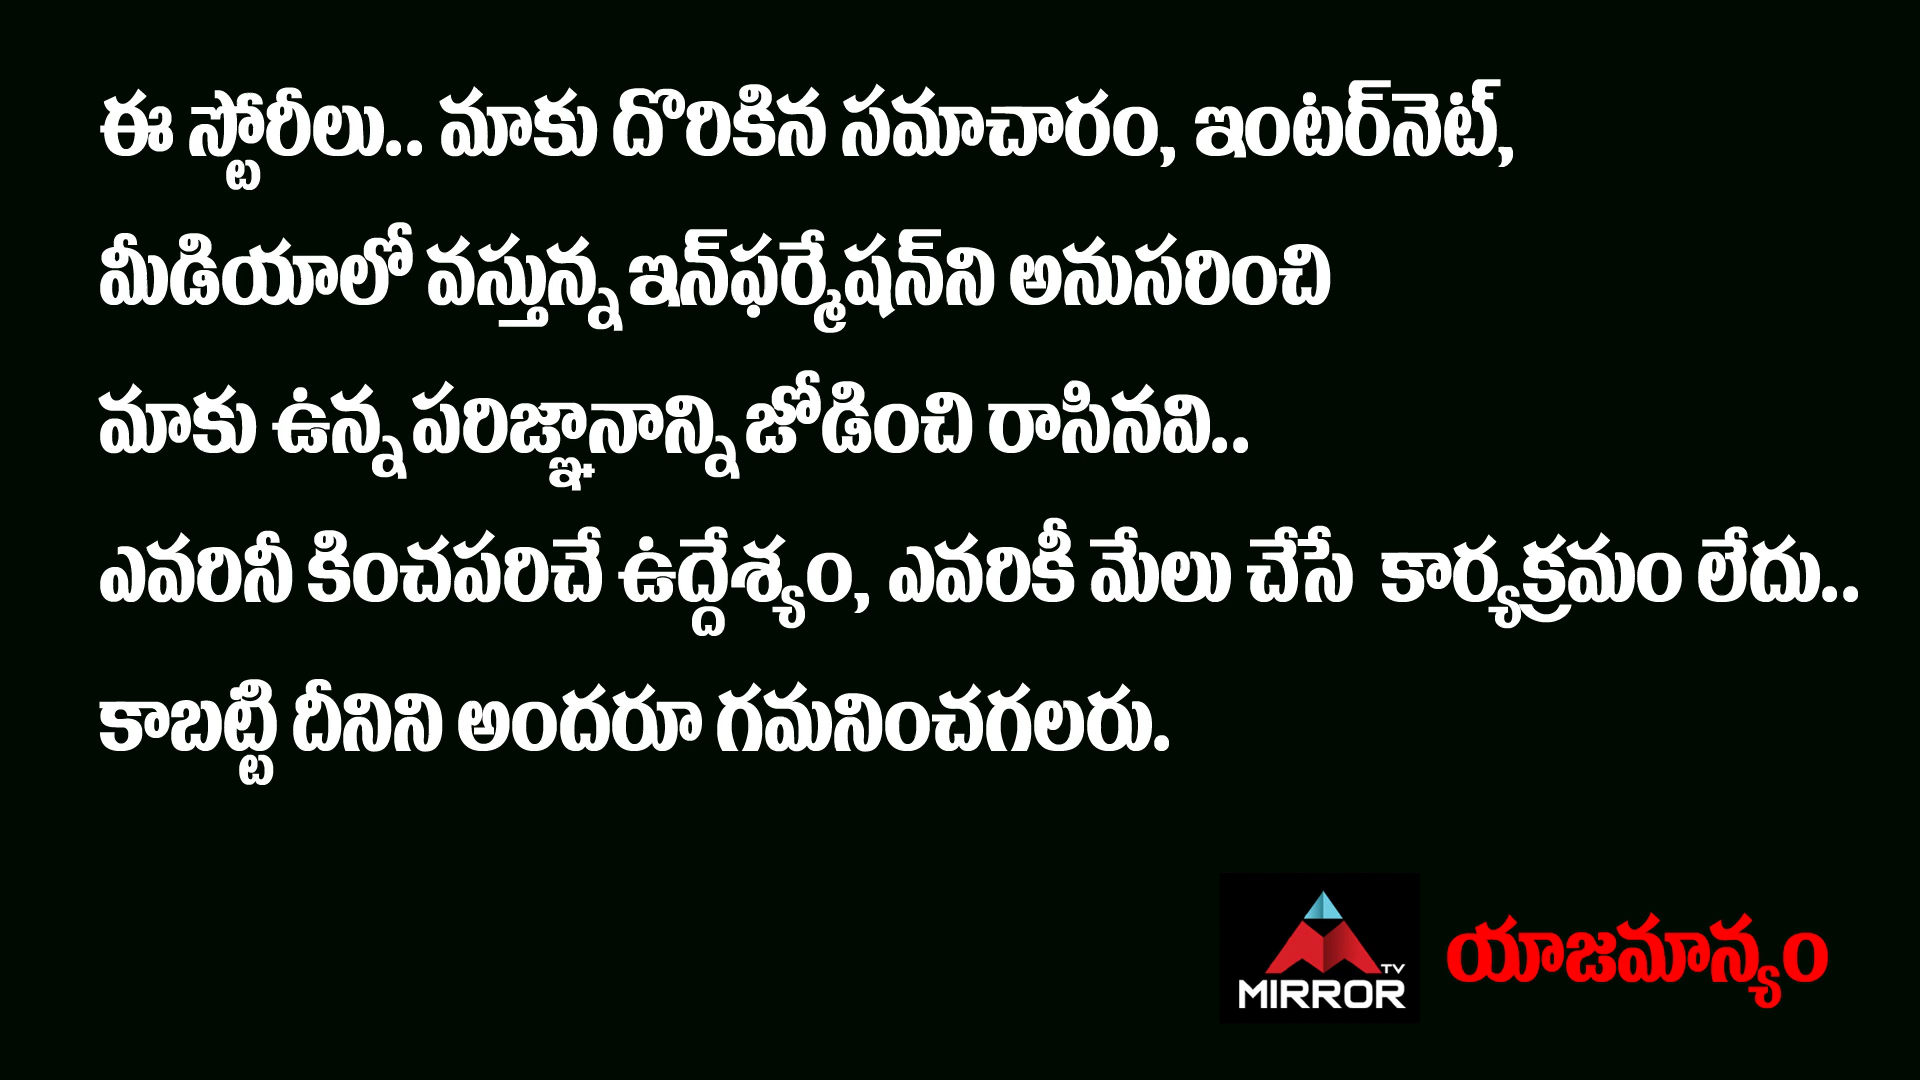 ఈ స్టోరీలు.. మాకు దొరికిన సమాచారం, ఇంటర్‌నెట్,
మీడియాలో వస్తున్న ఇన్‌ఫర్మేషన్‌ని అనుసరించి
మాకు ఉన్న పరిజ్ఞానాన్ని జోడించి రాసినవి..
ఎవరినీ కించపరిచే ఉద్దేశ్యం, ఎవరికీ మేలు చేసే కార్యక్రమం లేదు..
కాబట్టి దీనిని అందరూ గమనించగలరు.
TV
MIRROR
యాజమాన్యం